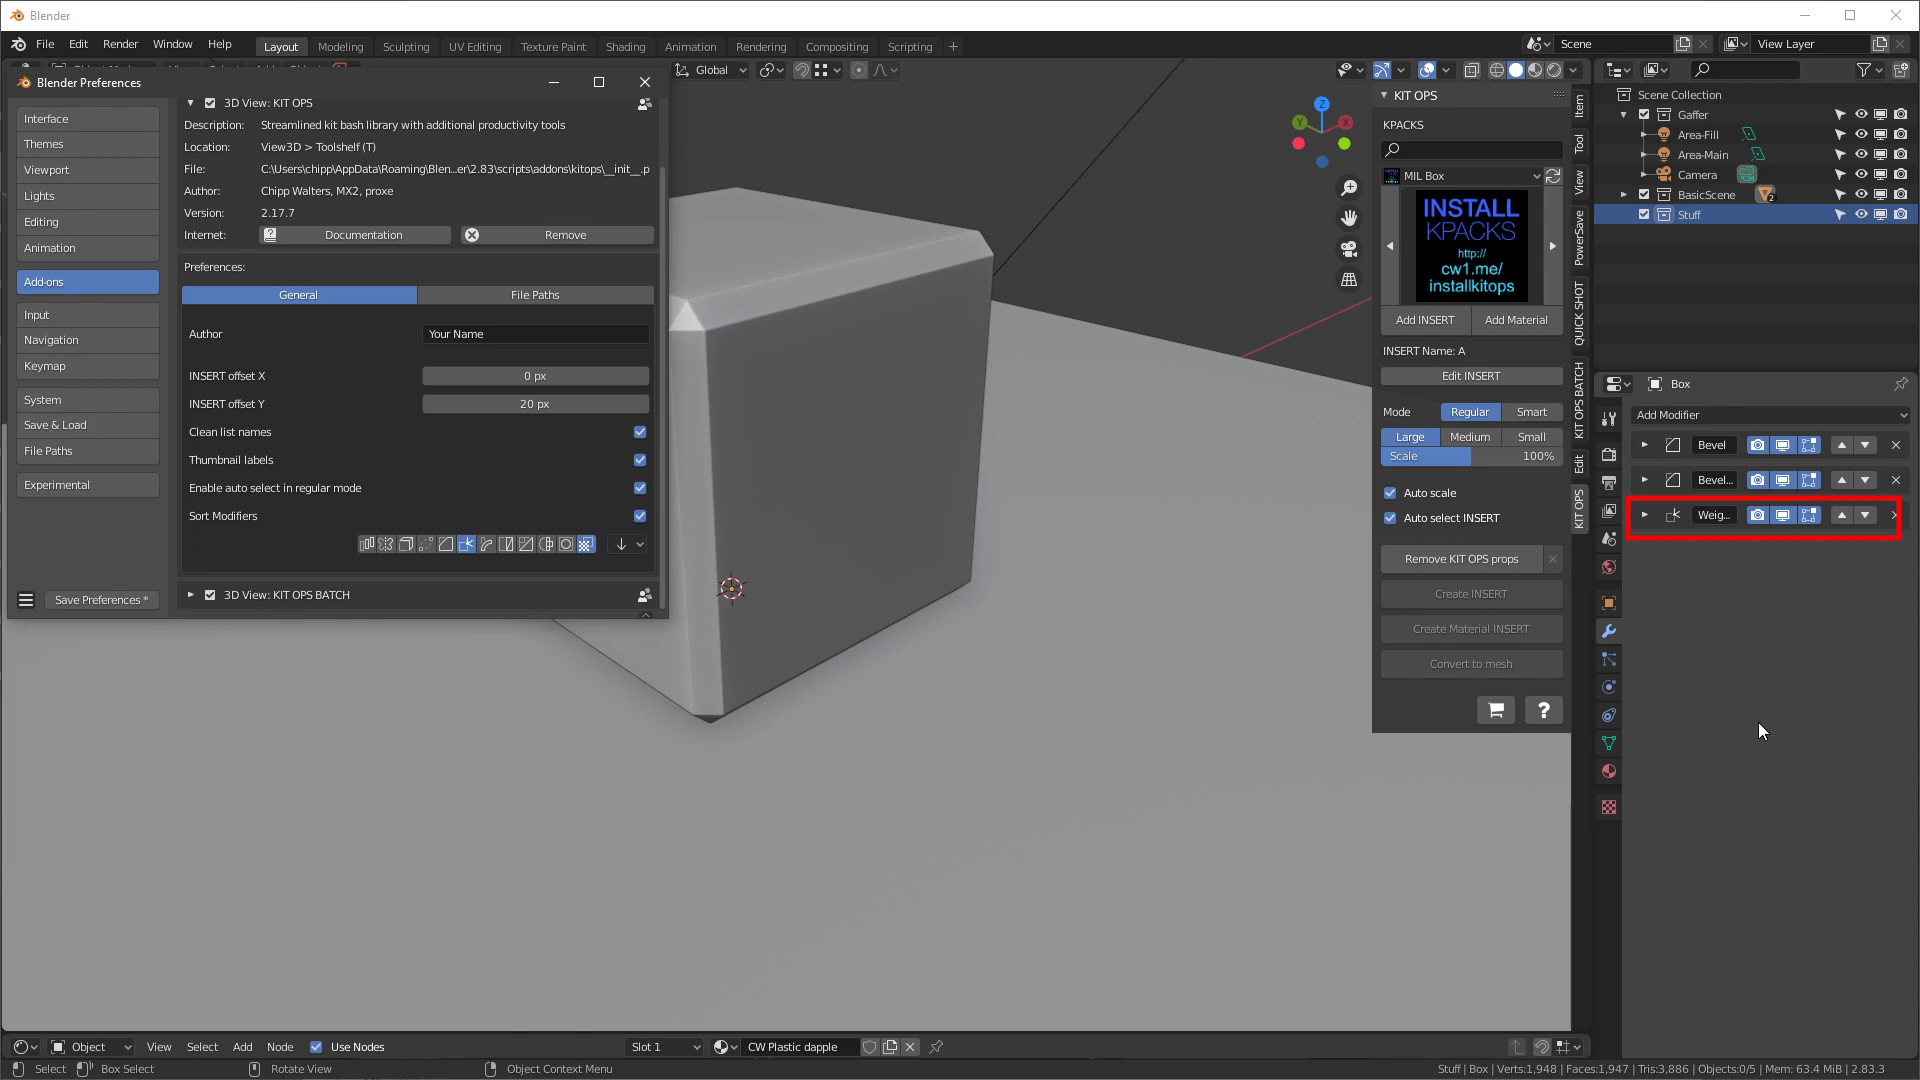 Blender
File Edit Render Window Help
Layout Modeling Sculpting UV Editing Texture Paint Shading Animation Rendering Compositing Scripting +
Scene
View Layer
Global
Blender Preferences
Interface
Themes
Viewport
Lights
Editing
Animation
Add-ons
Input
Navigation
Keymap
System
Save & Load
File Paths
Experimental
Save Preferences *
3D View: KIT OPS
Description: Streamlined kit bash library with additional productivity tools
Location: View3D > Toolshelf (T)
File: C:\Users\chipp\AppData\Roaming\Blen...er\2.83\scripts\addons\kitops\__init__.p
Author: Chipp Walters, MX2, proxe
Version: 2.17.7
Internet: Documentation Remove
Preferences:
General File Paths
Author Your Name
INSERT offset X 0 px
INSERT offset Y 20 px
Clean list names
Thumbnail labels
Enable auto select in regular mode
Sort Modifiers
3D View: KIT OPS BATCH
Z
Y
X
KIT OPS
KPACKS
MIL Box
INSTALL
KPACKS
http://
cw1.me/
installkitops
Add INSERT Add Material
INSERT Name: A
Edit INSERT
Mode Regular Smart
Large Medium Small
Scale 100%
Auto scale
Auto select INSERT
Remove KIT OPS props
Create INSERT
Create Material INSERT
Convert to mesh
?
Item
Tool
View
PowerSave
QUICK SHOT
KIT OPS BATCH
Edit
KIT OPS
Scene Collection
Gaffer
Area-Fill
Area-Main
Camera
BasicScene 2
Stuff
Box
Add Modifier
Bevel
Bevel...
Weig...
Object View Select Add Node Use Nodes
Slot 1
CW Plastic dapple
Select Box Select Rotate View Object Context Menu
Stuff | Box | Verts:1,948 | Faces:1,947 | Tris:3,886 | Objects:0/5 | Mem: 63.4 MiB | 2.83.3